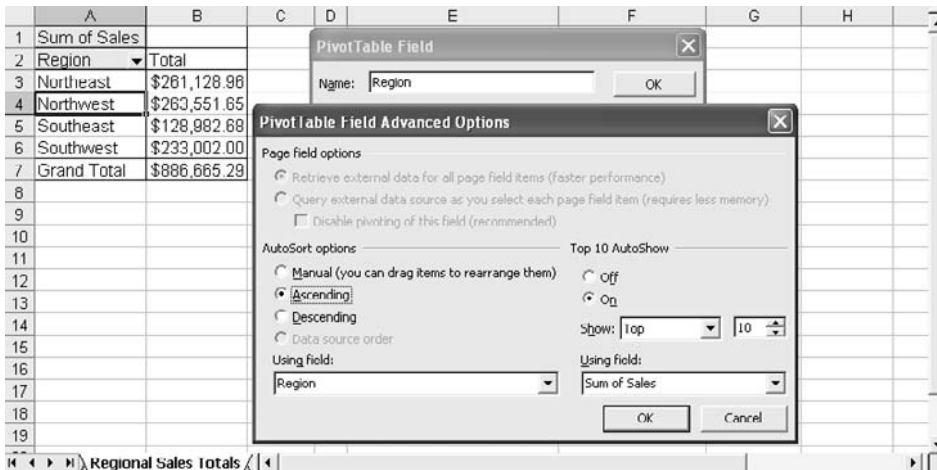 A B C D E F G H
1 Sum of Sales
2 Region Total
3 Northeast $261,128.96
4 Northwest $263,551.65
5 Southeast $128,982.68
6 Southwest $233,002.00
7 Grand Total $886,665.29
8
9
10
11
12
13
14
15
16
17
18
19
PivotTable Field
Name: Region OK
PivotTable Field Advanced Options
Page field options
Retrieve external data for all page field items (faster performance)
Query external data source as you select each page field item (requires less memory)
Disable pivoting of this field (recommended)
AutoSort options Top 10 AutoShow
Manual (you can drag items to rearrange them) Off
Ascending On
Descending Show: Top 10
Data source order
Using field: Using field:
Region Sum of Sales
OK Cancel
Regional Sales Totals